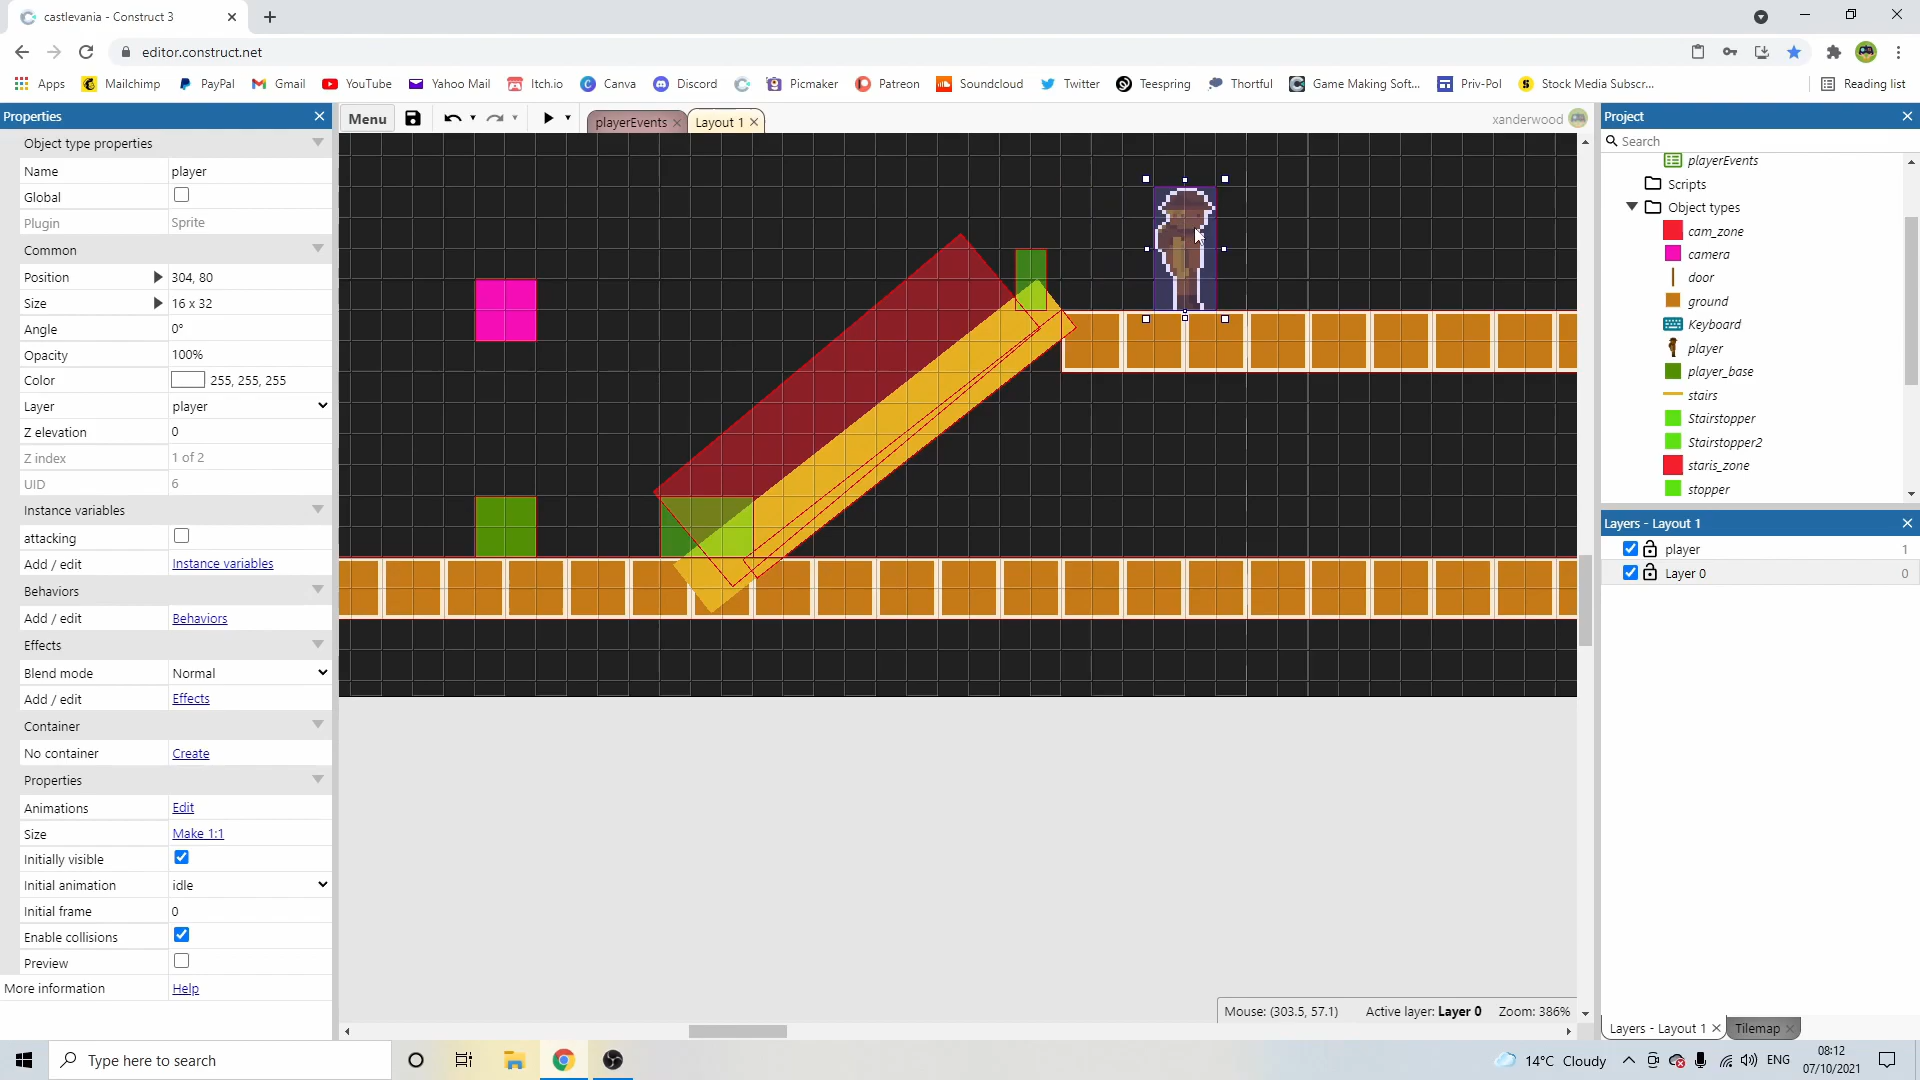 castlevania - Construct 3
editor.construct.net
Apps Mailchimp PayPal Gmail YouTube Yahoo Mail Itch.io Canva Discord Picmaker Patreon Soundcloud Twitter Teespring Thortful Game Making Soft... Priv-Pol Stock Media Subscr... Reading list
Properties
Object type properties
Name player
Global
Plugin Sprite
Common
Position 304, 80
Size 16 x 32
Angle 0°
Opacity 100%
Color 255, 255, 255
Layer player
Z elevation 0
Z index 1 of 2
UID 6
Instance variables
attacking
Add / edit Instance variables
Behaviors
Add / edit Behaviors
Effects
Blend mode Normal
Add / edit Effects
Container
No container Create
Properties
Animations Edit
Size Make 1:1
Initially visible
Initial animation idle
Initial frame 0
Enable collisions
Preview
More information Help
Menu
playerEvents
Layout 1
xanderwood
Mouse: (303.5, 57.1) Active layer: Layer 0 Zoom: 386%
Project
Search
playerEvents
Scripts
Object types
cam_zone
camera
door
ground
Keyboard
player
player_base
stairs
Stairstopper
Stairstopper2
staris_zone
stopper
Layers - Layout 1
player 1
Layer 0 0
Layers - Layout 1
Tilemap
Type here to search
14°C Cloudy
ENG
08:12
07/10/2021